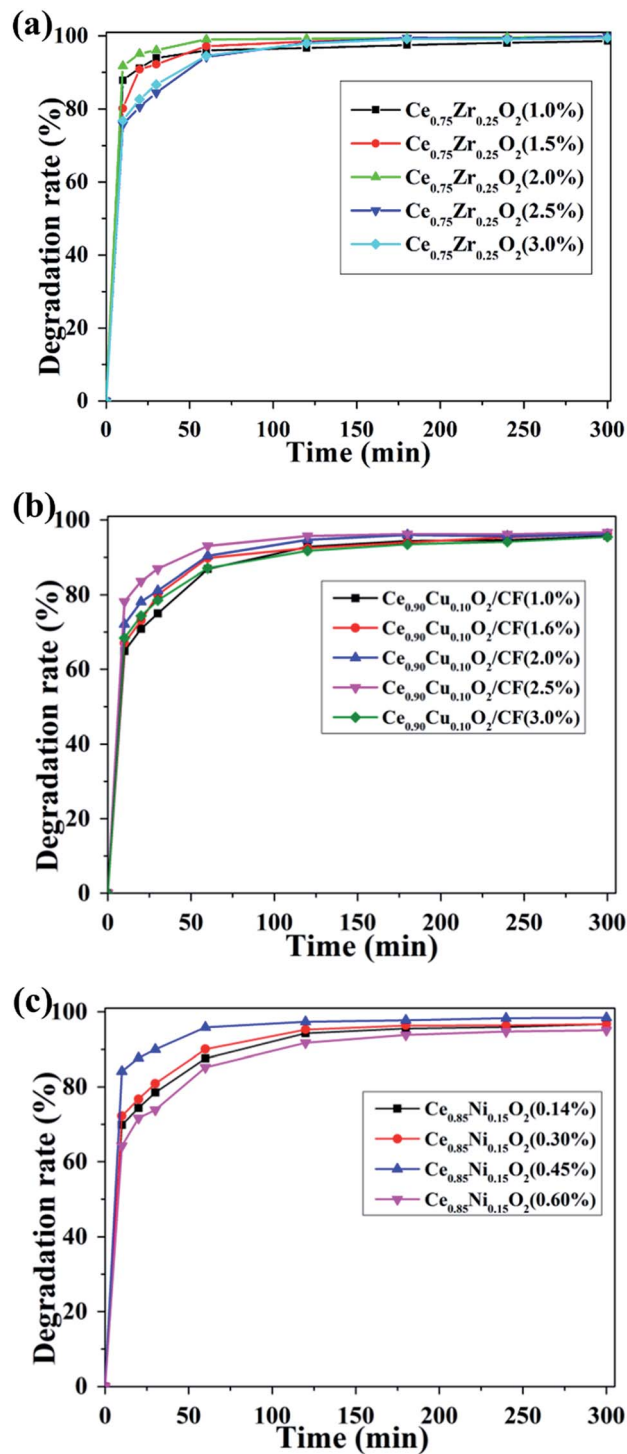 (a)
100
80
60
40
20
0
Degradation rate (%)
Ce0.75Zr0.25O2(1.0%)
Ce0.75Zr0.25O2(1.5%)
Ce0.75Zr0.25O2(2.0%)
Ce0.75Zr0.25O2(2.5%)
Ce0.75Zr0.25O2(3.0%)
0 50 100 150 200 250 300
Time (min)
(b)
100
80
60
40
20
0
Degradation rate (%)
Ce0.90Cu0.10O2/CF(1.0%)
Ce0.90Cu0.10O2/CF(1.6%)
Ce0.90Cu0.10O2/CF(2.0%)
Ce0.90Cu0.10O2/CF(2.5%)
Ce0.90Cu0.10O2/CF(3.0%)
0 50 100 150 200 250 300
Time (min)
(c)
100
80
60
40
20
0
Degradation rate (%)
Ce0.85Ni0.15O2(0.14%)
Ce0.85Ni0.15O2(0.30%)
Ce0.85Ni0.15O2(0.45%)
Ce0.85Ni0.15O2(0.60%)
0 50 100 150 200 250 300
Time (min)